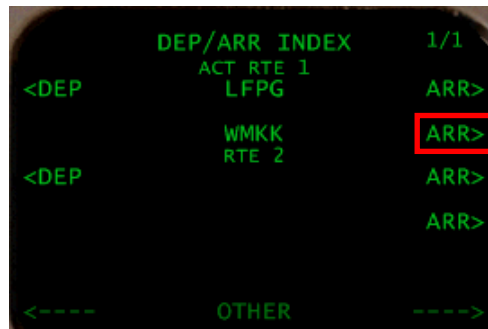 DEP/ARR INDEX 1/1
ACT RTE 1
<DEP LFPG ARR>
WMKK ARR>
RTE 2
<DEP ARR>
ARR>
<---- OTHER ---->